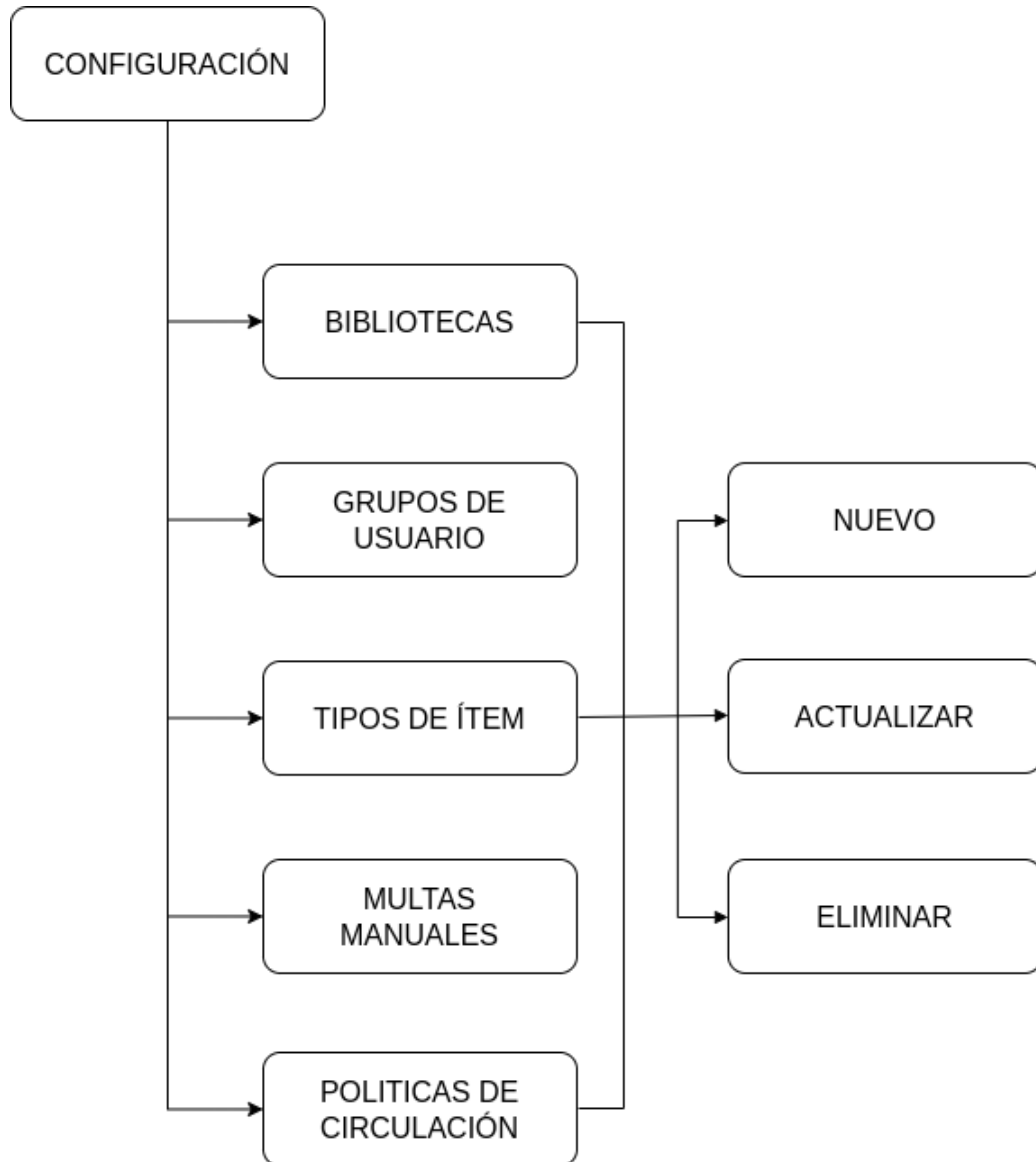 CONFIGURACIÓN
BIBLIOTECAS
GRUPOS DE
USUARIO
NUEVO
TIPOS DE ÍTEM
ACTUALIZAR
MULTAS
MANUALES
ELIMINAR
POLITICAS DE
CIRCULACIÓN